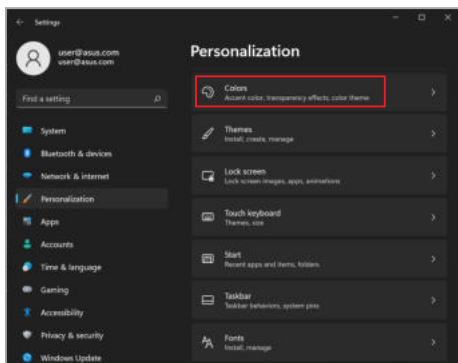 Settings
user@asus.com
user@asus.com
Find a setting
System
Bluetooth & devices
Network & internet
Personalization
Apps
Accounts
Time & language
Gaming
Accessibility
Privacy & security
Windows Update
Personalization
Colors
Accent color, transparency effects, color theme
Themes
Install, create, manage
Lock screen
Lock screen images, apps, animations
Touch keyboard
Themes, size
Start
Recent apps and items, folders
Taskbar
Taskbar behaviors, system pins
Fonts
Install, manage